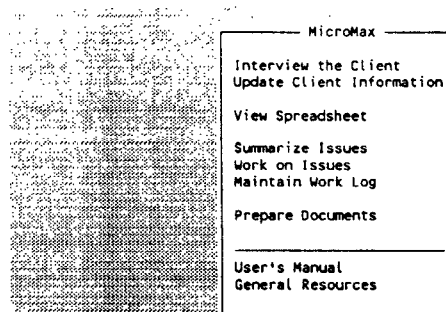 MicroMax
Interview the Client
Update Client Information
View Spreadsheet
Summarize Issues
Work on Issues
Maintain Work Log
Prepare Documents
User's Manual
General Resources